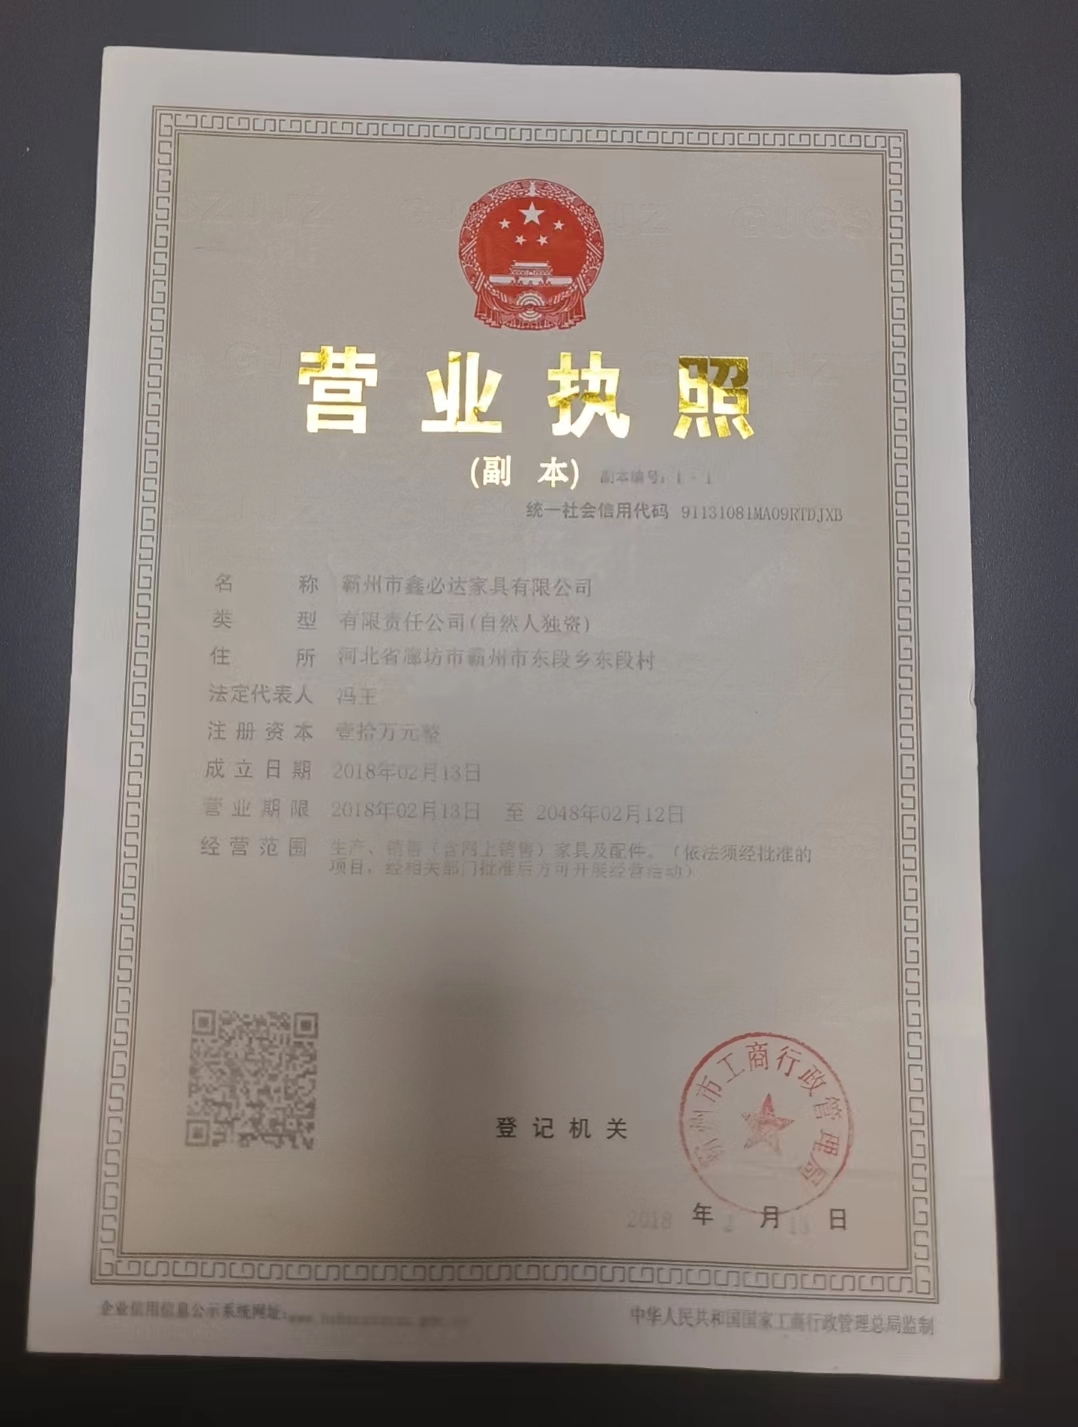 营业执照
(副 本) 副本编号：1 - 1
统一社会信用代码 91131081MA09RTDJXB
名 称 霸州市鑫必达家具有限公司
类 型 有限责任公司(自然人独资)
住 所 河北省廊坊市霸州市东段乡东段村
法定代表人 冯王
注册资本 壹拾万元整
成立日期 2018年02月13日
营业期限 2018年02月13日 至 2048年02月12日
经营范围 生产、销售（含网上销售）家具及配件。（依法须经批准的
项目，经相关部门批准后方可开展经营活动）
霸州市工商行政管理局
登记机关
2018 年 2 月 13 日
企业信用信息公示系统网址:
中华人民共和国国家工商行政管理总局监制